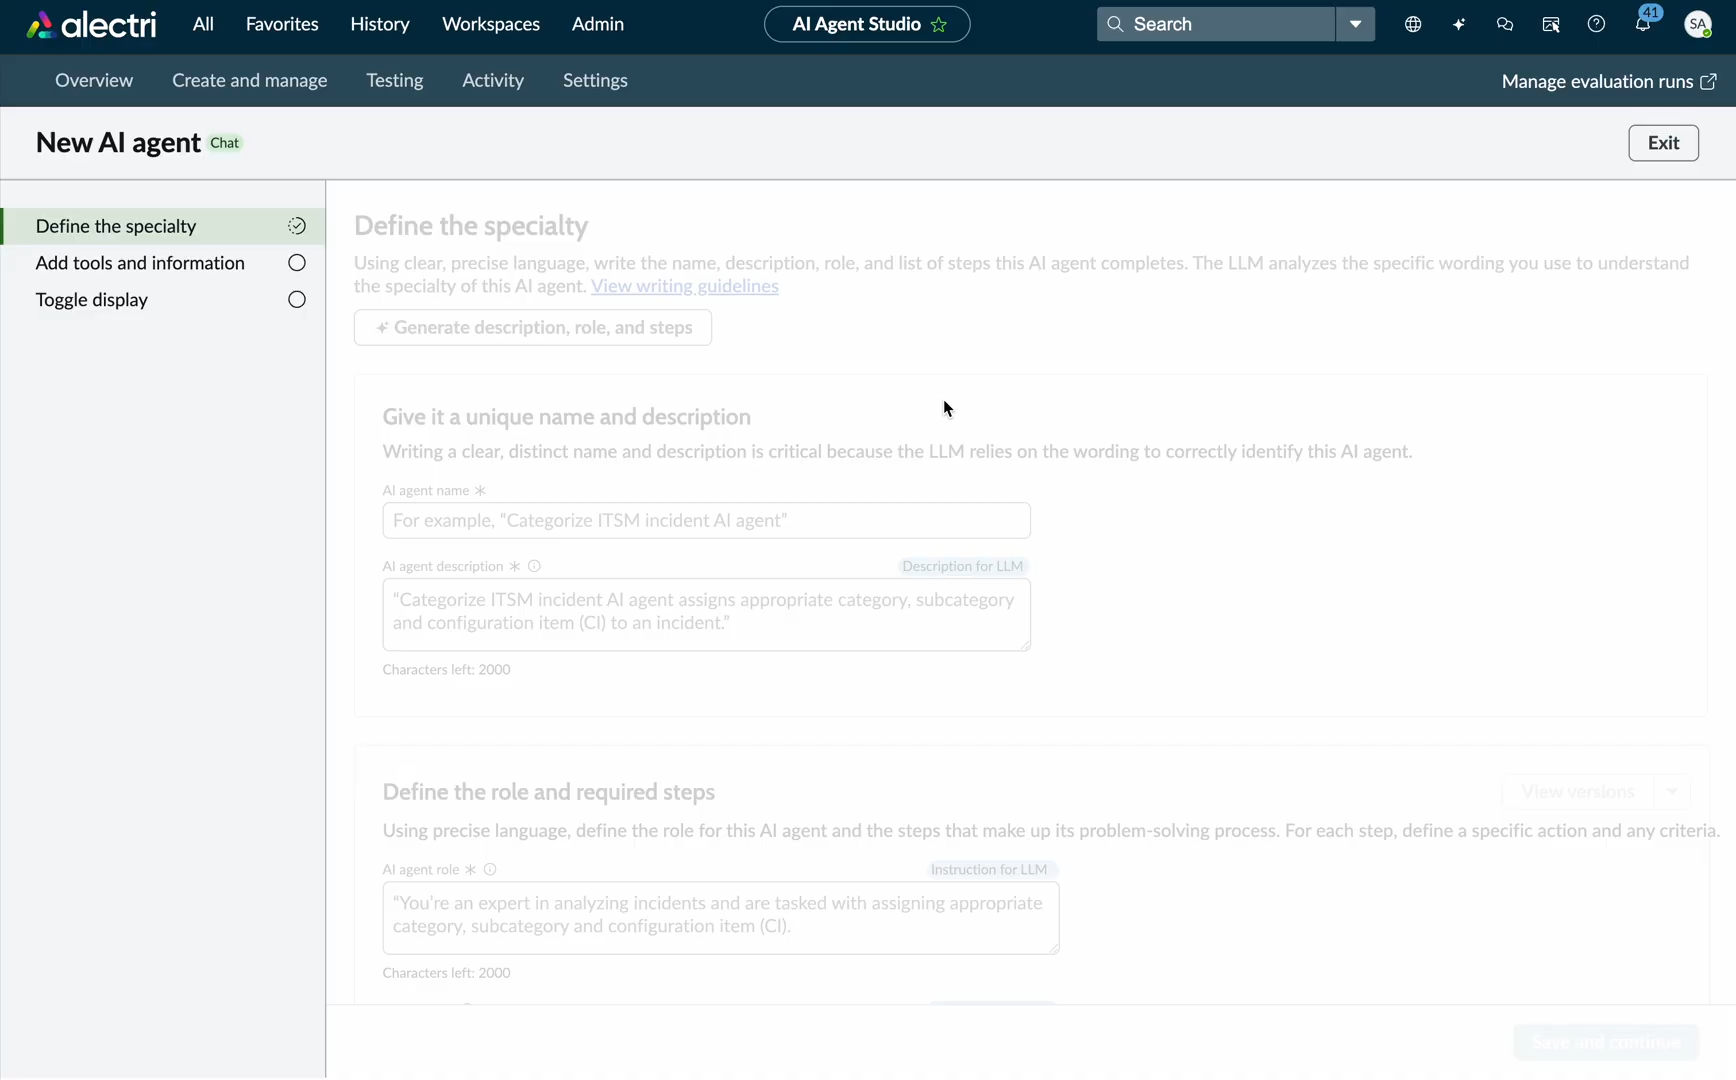 alectri
All
Favorites
History
Workspaces
Admin
AI Agent Studio
Search
41
SA
Overview
Create and manage
Testing
Activity
Settings
Manage evaluation runs
New AI agent
Chat
Exit
Define the specialty
Add tools and information
Toggle display
Define the specialty
Using clear, precise language, write the name, description, role, and list of steps this AI agent completes. The LLM analyzes the specific wording you use to understand
the specialty of this AI agent. View writing guidelines
Generate description, role, and steps
Give it a unique name and description
Writing a clear, distinct name and description is critical because the LLM relies on the wording to correctly identify this AI agent.
AI agent name *
For example, “Categorize ITSM incident AI agent”
AI agent description *
Description for LLM
“Categorize ITSM incident AI agent assigns appropriate category, subcategory
and configuration item (CI) to an incident.”
Characters left: 2000
Define the role and required steps
View versions
Using precise language, define the role for this AI agent and the steps that make up its problem-solving process. For each step, define a specific action and any criteria.
AI agent role *
Instruction for LLM
“You're an expert in analyzing incidents and are tasked with assigning appropriate
category, subcategory and configuration item (CI).
Characters left: 2000
Save and continue